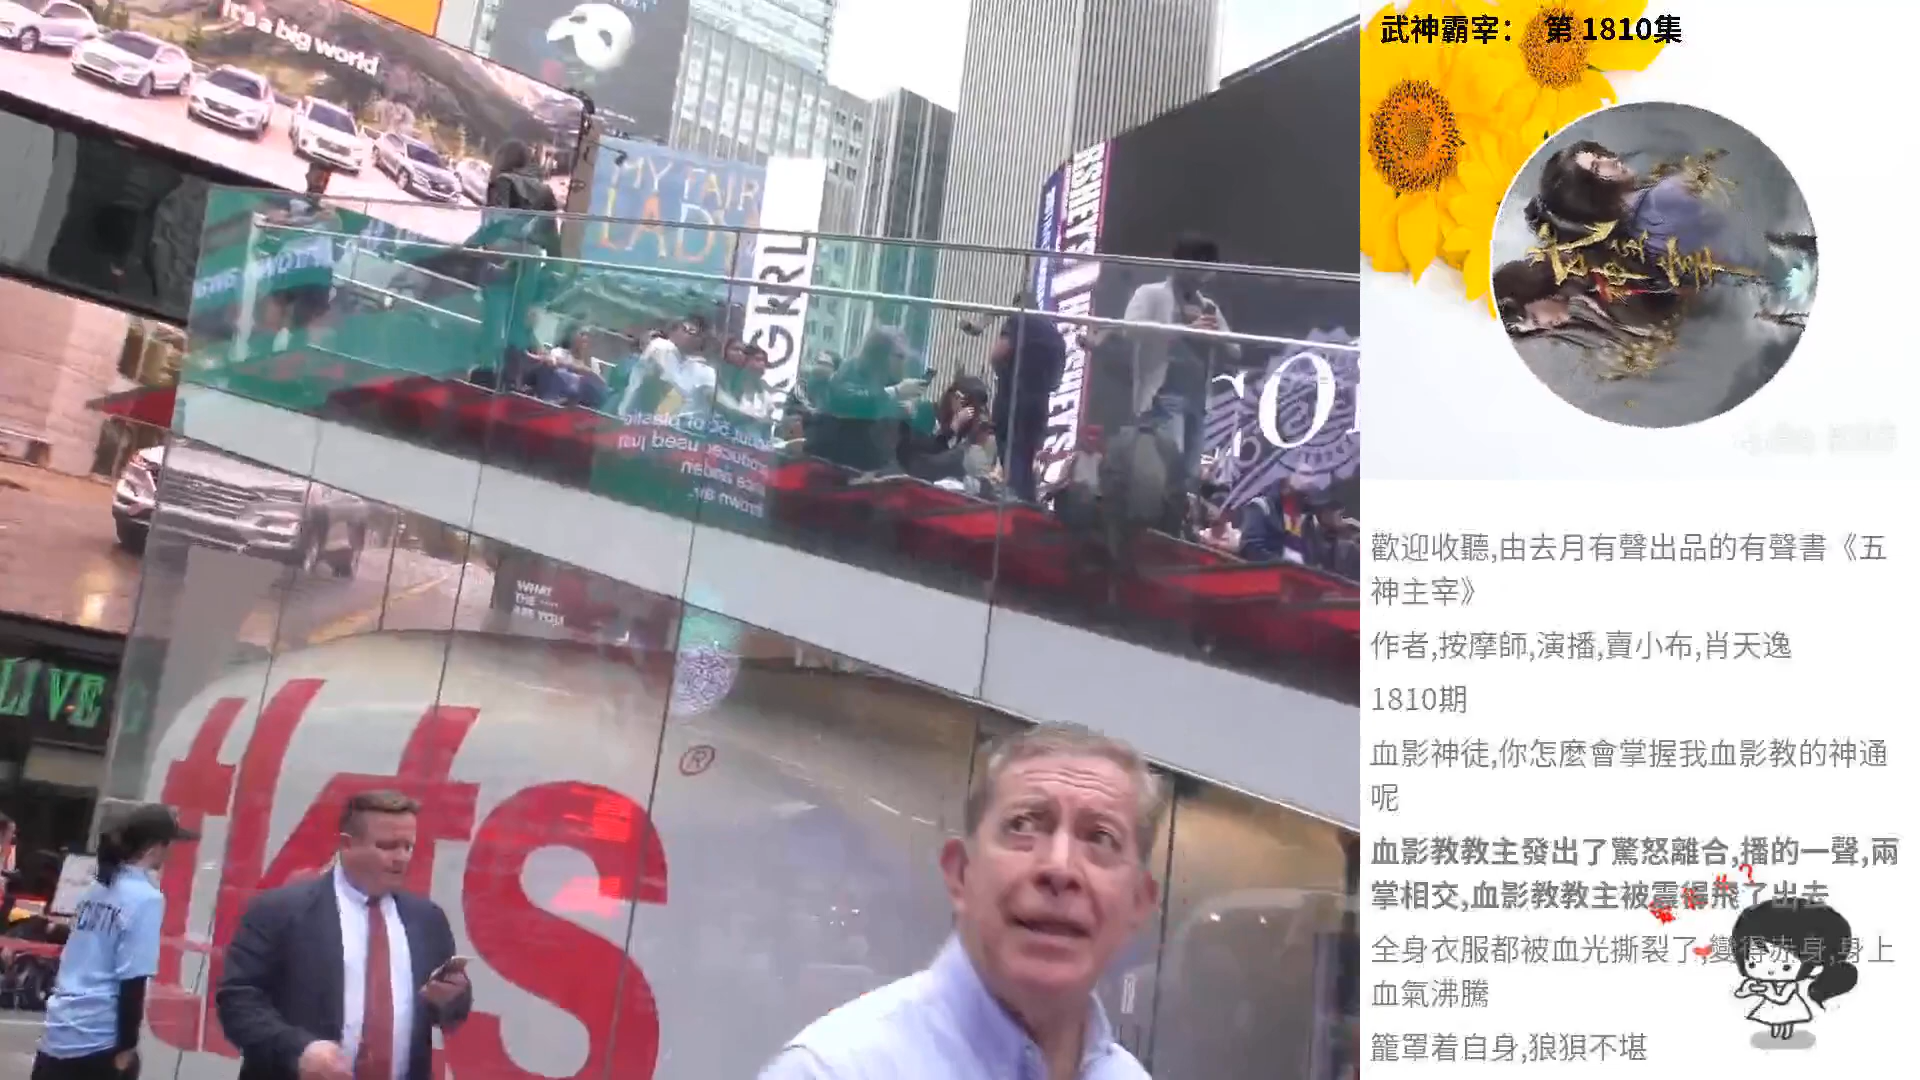 It's a big world
MY FAIR
LADY
RSHEY'S HERSHEY'S
CO
WHAT
THE
ARE YOU
LIVE
tkts
®
武神霸宰： 第 1810集
歡迎收聽,由去月有聲出品的有聲書《五
神主宰》
作者,按摩師,演播,賣小布,肖天逸
1810期
血影神徒,你怎麼會掌握我血影教的神通
呢
血影教教主發出了驚怒離合,播的一聲,兩
掌相交,血影教教主被震得飛了出去
全身衣服都被血光撕裂了,變得赤身,身上
血氣沸騰
籠罩着自身,狼狽不堪